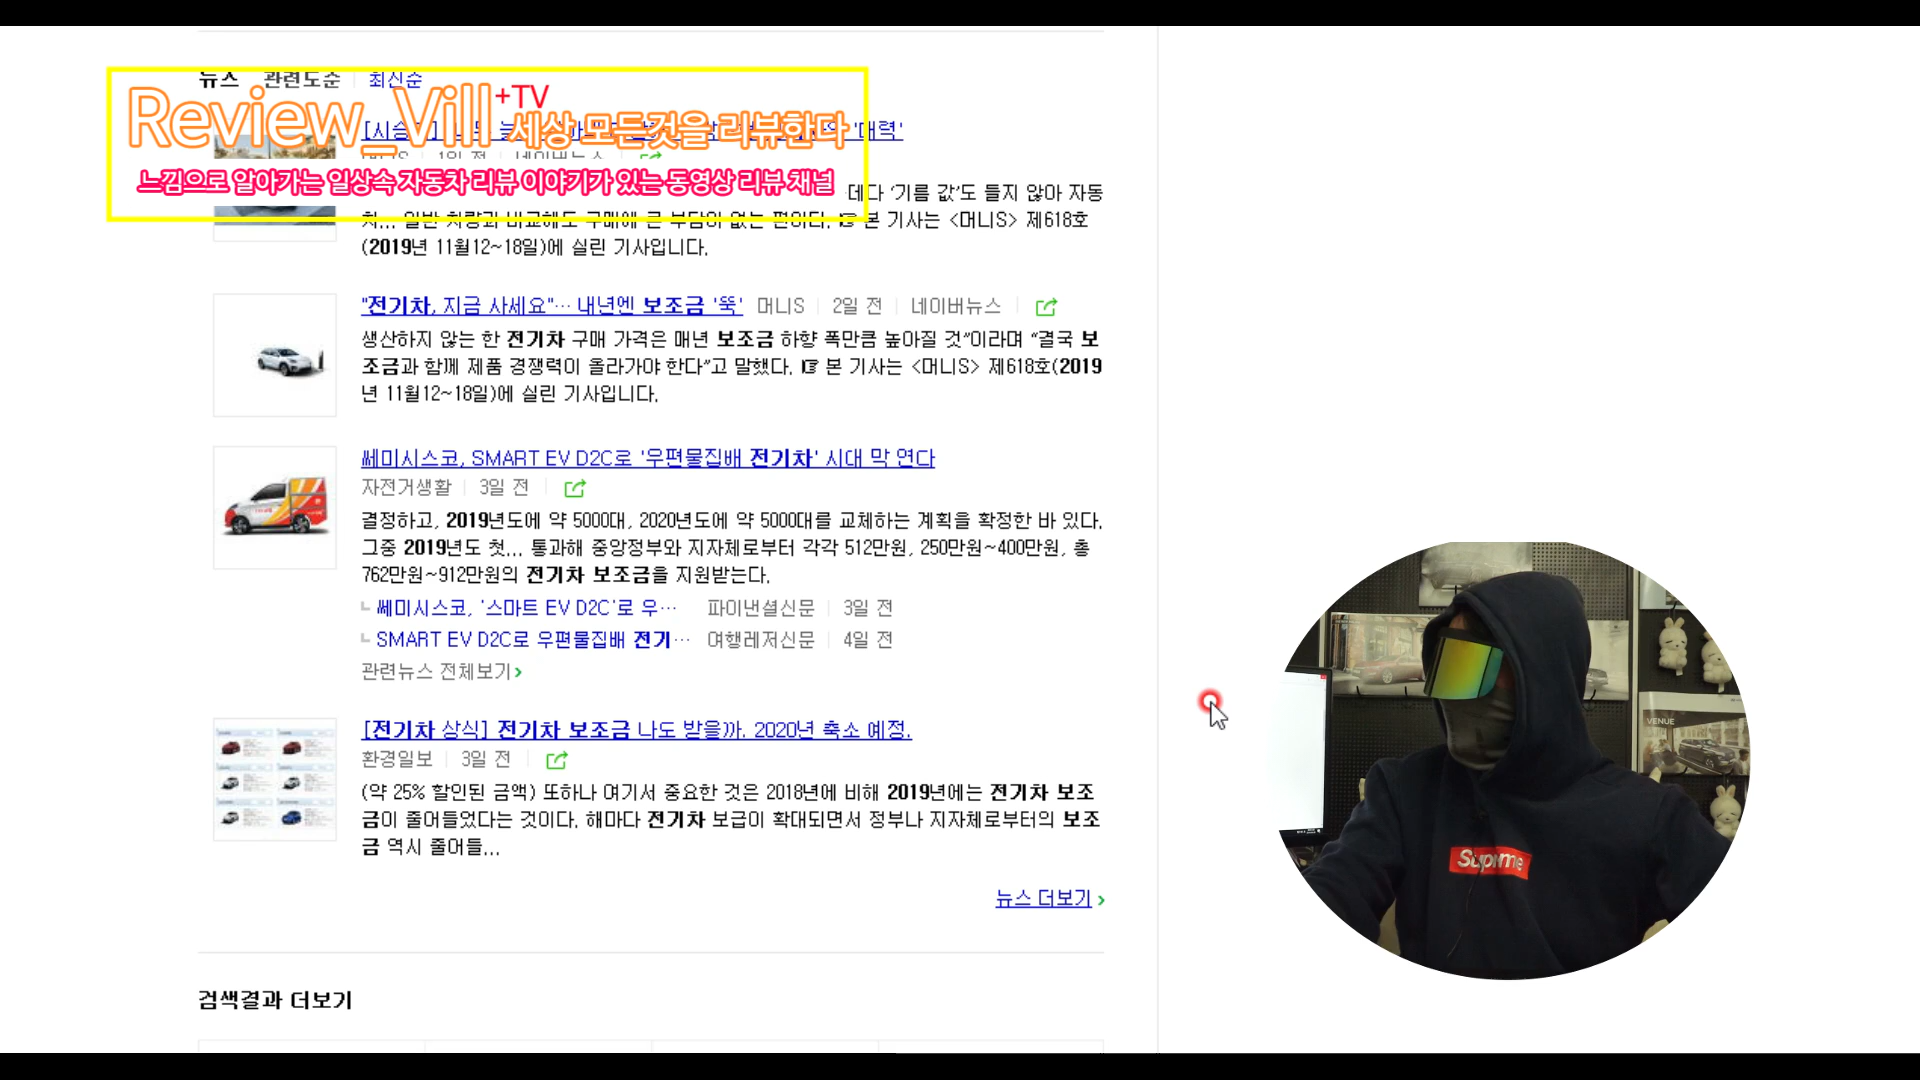 뉴스 관련도순 최신순
Review_Vill +TV 세상 모든것을 리뷰한다
[시승기] '매력'
머니S 1일 전 네이버뉴스
느낌으로 알아가는 일상속 자동차 리뷰 이야기가 있는 동영상 리뷰 채널
데다 ‘기름 값’도 들지 않아 자동
차... 일반 차량과 비교해도 구매에 큰 부담이 없는 편이다. ☞ 본 기사는 <머니S> 제618호
(2019년 11월12~18일)에 실린 기사입니다.
"전기차, 지금 사세요"… 내년엔 보조금 '뚝' 머니S 2일 전 네이버뉴스
생산하지 않는 한 전기차 구매 가격은 매년 보조금 하향 폭만큼 높아질 것”이라며 “결국 보
조금과 함께 제품 경쟁력이 올라가야 한다”고 말했다. ☞ 본 기사는 <머니S> 제618호(2019
년 11월12~18일)에 실린 기사입니다.
쎄미시스코, SMART EV D2C로 '우편물집배 전기차' 시대 막 연다
자전거생활 3일 전
결정하고, 2019년도에 약 5000대, 2020년도에 약 5000대를 교체하는 계획을 확정한 바 있다.
그중 2019년도 첫... 통과해 중앙정부와 지자체로부터 각각 512만원, 250만원~400만원, 총
762만원~912만원의 전기차 보조금을 지원받는다.
쎄미시스코, '스마트 EV D2C'로 우… 파이낸셜신문 3일 전
SMART EV D2C로 우편물집배 전기… 여행레저신문 4일 전
관련뉴스 전체보기
[전기차 상식] 전기차 보조금 나도 받을까. 2020년 축소 예정.
환경일보 3일 전
(약 25% 할인된 금액) 또하나 여기서 중요한 것은 2018년에 비해 2019년에는 전기차 보조
금이 줄어들었다는 것이다. 해마다 전기차 보급이 확대되면서 정부나 지자체로부터의 보조
금 역시 줄어들...
뉴스 더보기
검색결과 더보기
VENUE
Supreme